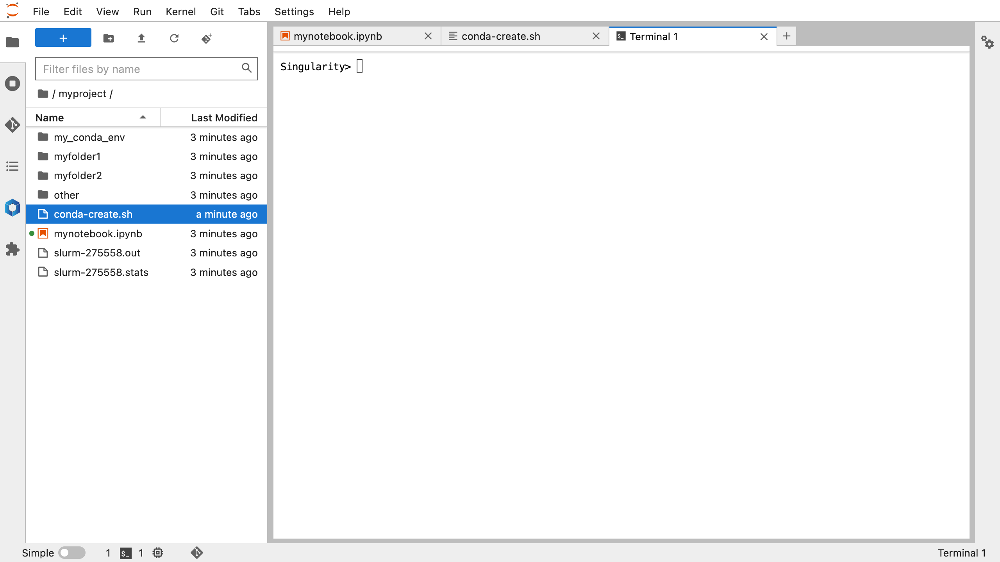 File Edit View Run Kernel Git Tabs Settings Help
+
Filter files by name
/ myproject /
Name Last Modified
my_conda_env 3 minutes ago
myfolder1 3 minutes ago
myfolder2 3 minutes ago
other 3 minutes ago
conda-create.sh a minute ago
mynotebook.ipynb 3 minutes ago
slurm-275558.out 3 minutes ago
slurm-275558.stats 3 minutes ago
mynotebook.ipynb conda-create.sh $_ Terminal 1 +
Singularity>
Simple 1 $_ 1 Terminal 1